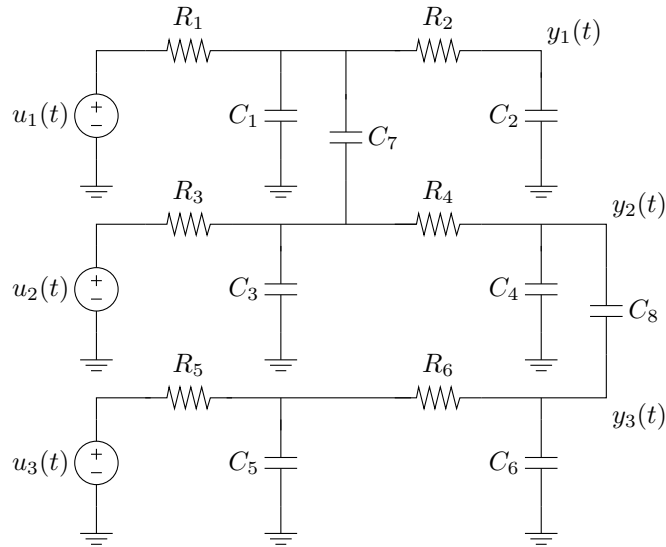 R₁ R₂ y₁(t)
u₁(t) C₁ C₇ C₂
R₃ R₄ y₂(t)
u₂(t) C₃ C₄ C₈
R₅ R₆ y₃(t)
u₃(t) C₅ C₆